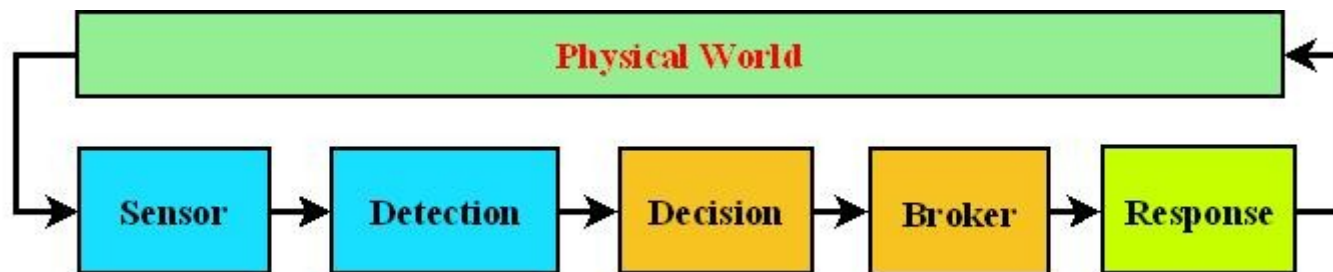 Physical World
Sensor
Detection
Decision
Broker
Response